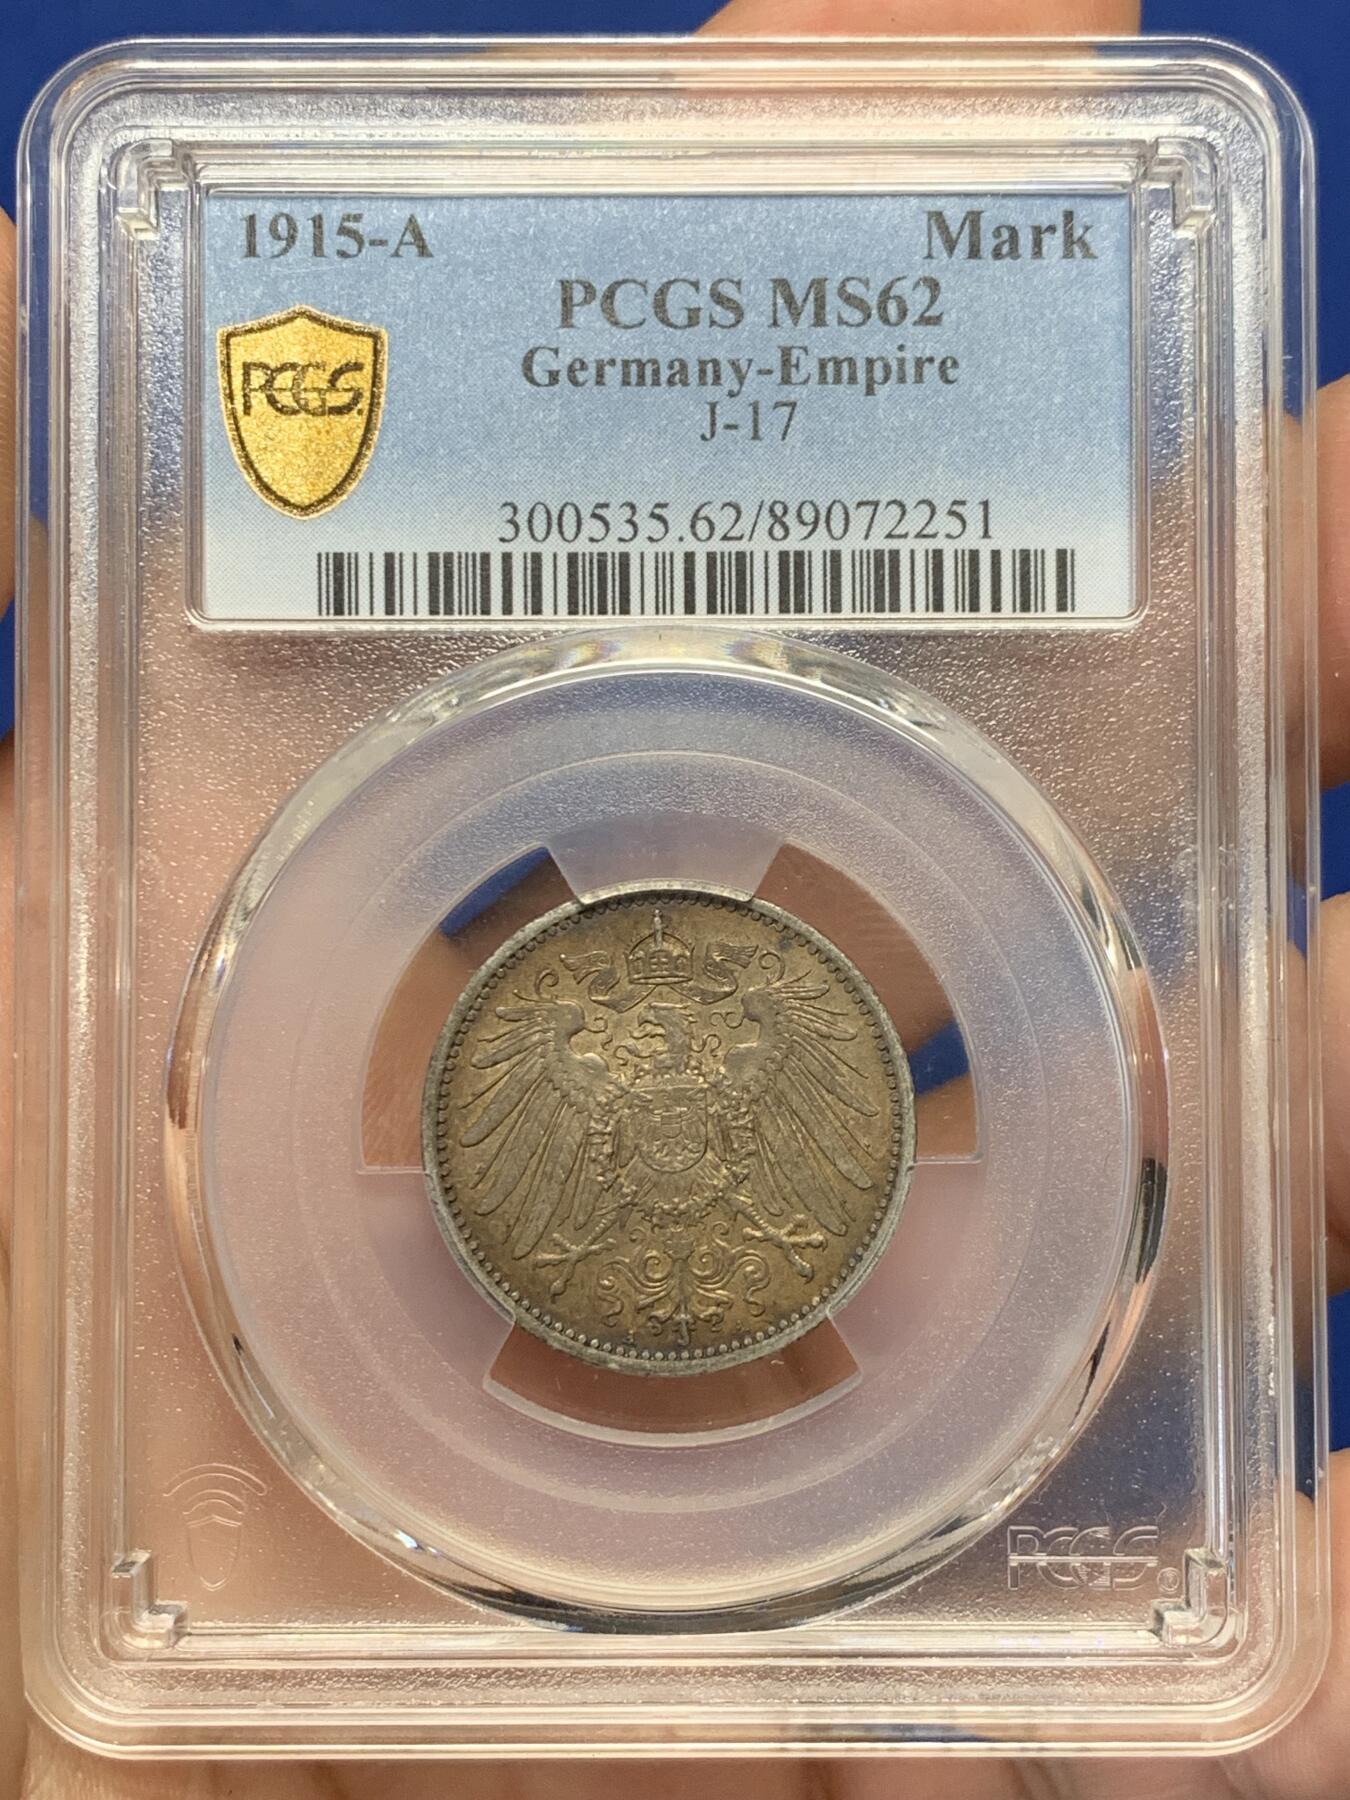 1915-A Mark
PCGS MS62
Germany-Empire
J-17
PCGS
300535.62/89072251
PCGS